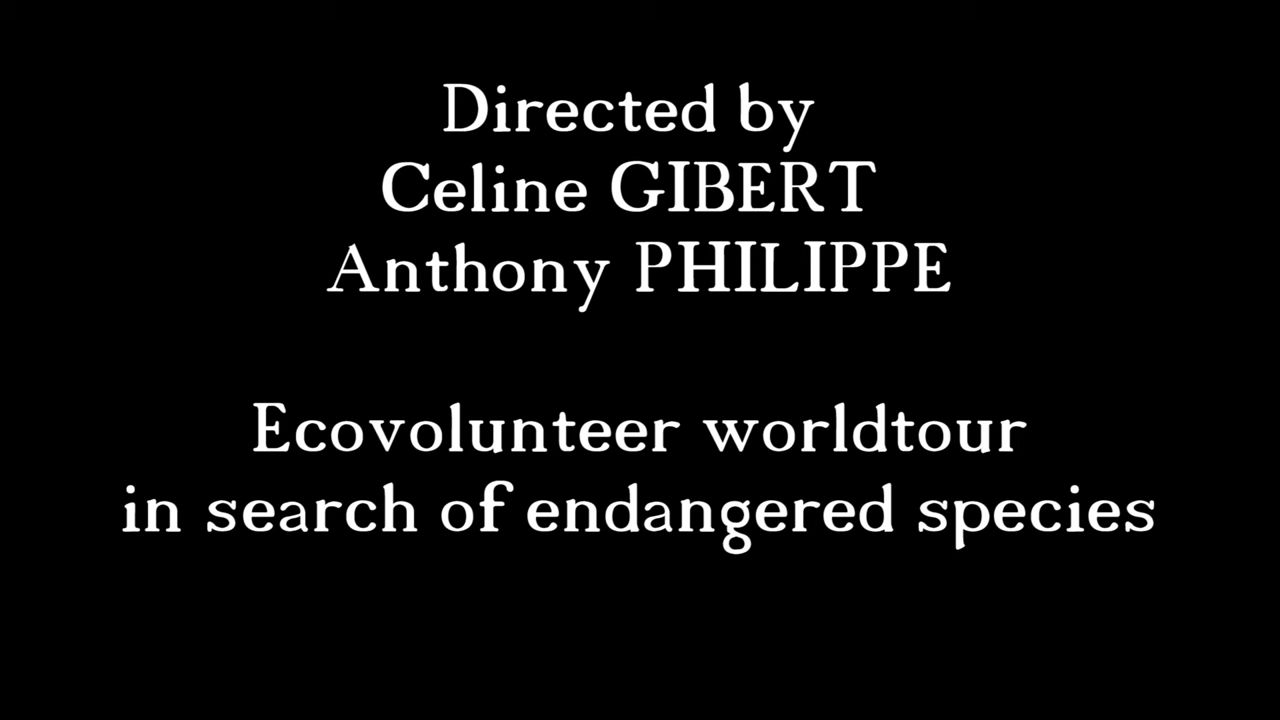 Directed by
Celine GIBERT
Anthony PHILIPPE
Ecovolunteer worldtour
in search of endangered species